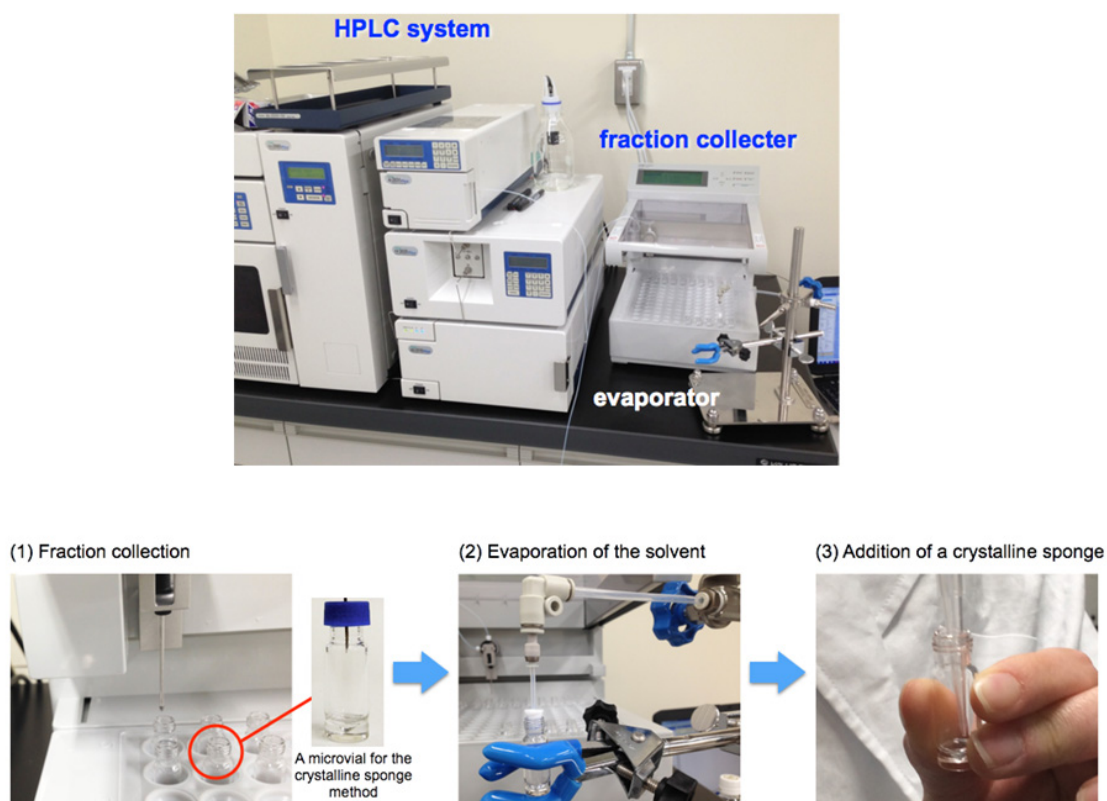 HPLC system
fraction collecter
evaporator
(1) Fraction collection
(2) Evaporation of the solvent
(3) Addition of a crystalline sponge
A microvial for the
crystalline sponge
method